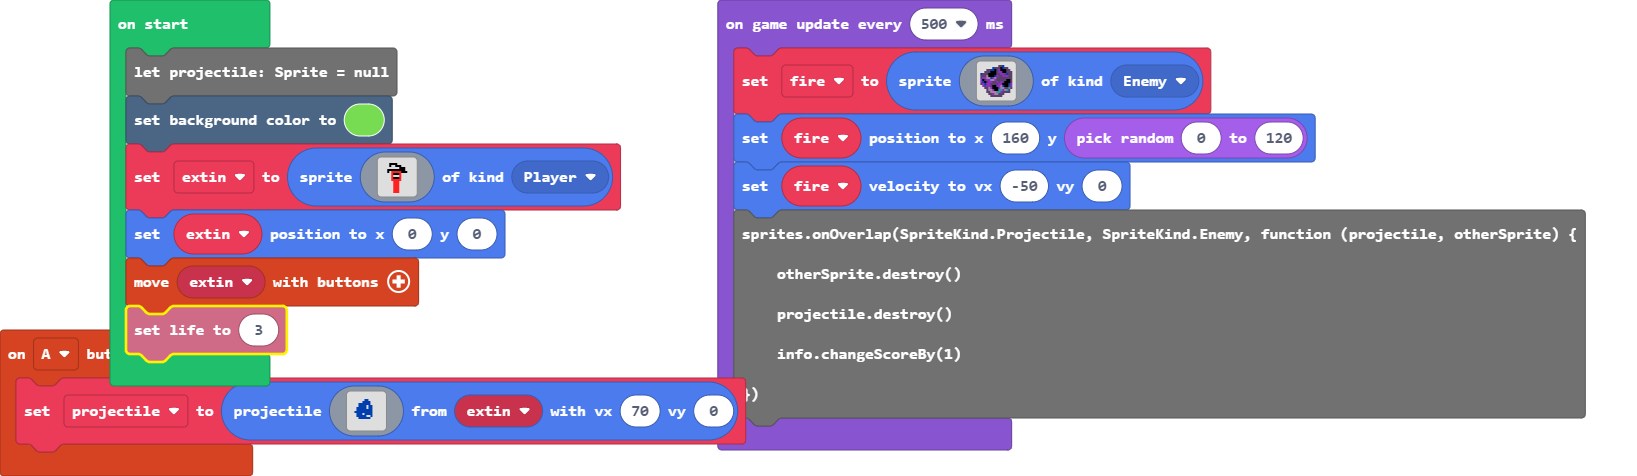 on start
let projectile: Sprite = null
set background color to
set extin to sprite of kind Player
set extin position to x 0 y 0
move extin with buttons
set life to 3
on A
set projectile to projectile from extin with vx 70 vy 0
on game update every 500 ms
set fire to sprite of kind Enemy
set fire position to x 160 y pick random 0 to 120
set fire velocity to vx -50 vy 0
sprites.onOverlap(SpriteKind.Projectile, SpriteKind.Enemy, function (projectile, otherSprite) {
otherSprite.destroy()
projectile.destroy()
info.changeScoreBy(1)
})